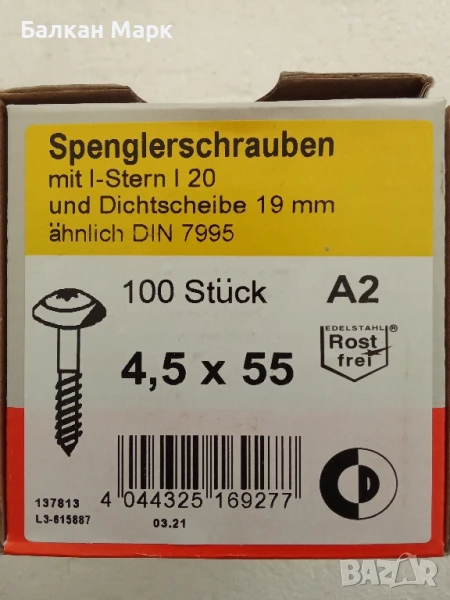 Балкан Марк
Spenglerschrauben
mit I-Stern I 20
und Dichtscheibe 19 mm
ähnlich DIN 7995
100 Stück
A2
EDELSTAHL®
Rost
frei
4,5 x 55
4 044325 169277
137813
L3-615887
03.21
BAZAR